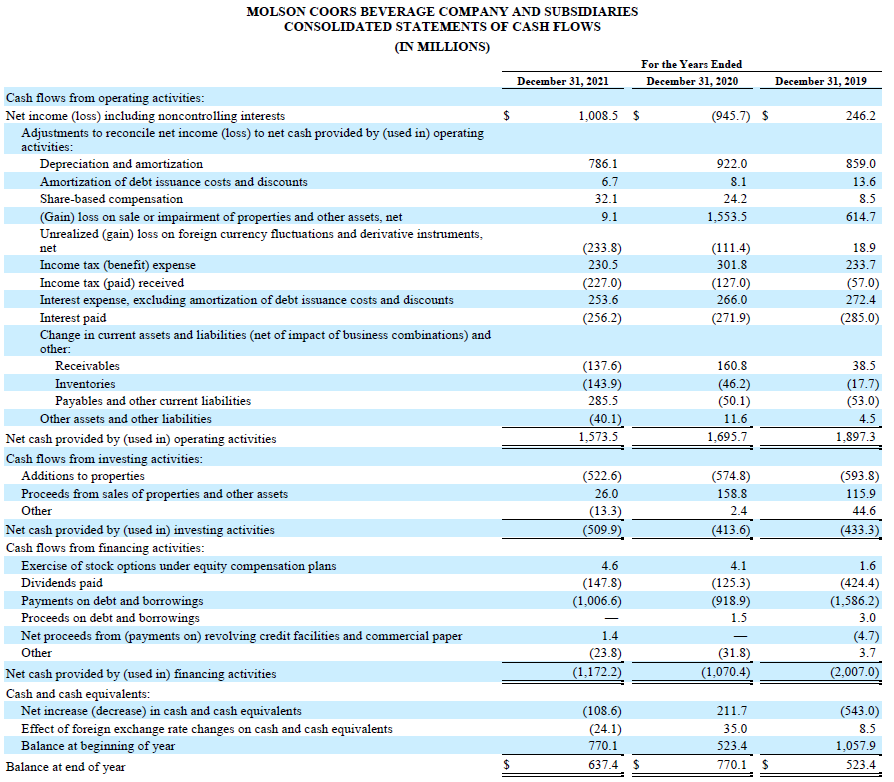 MOLSON COORS BEVERAGE COMPANY AND SUBSIDIARIES
CONSOLIDATED STATEMENTS OF CASH FLOWS
(IN MILLIONS)
For the Years Ended
December 31, 2021 December 31, 2020 December 31, 2019
Cash flows from operating activities:
Net income (loss) including noncontrolling interests $ 1,008.5 $ (945.7) $ 246.2
Adjustments to reconcile net income (loss) to net cash provided by (used in) operating
activities:
Depreciation and amortization 786.1 922.0 859.0
Amortization of debt issuance costs and discounts 6.7 8.1 13.6
Share-based compensation 32.1 24.2 8.5
(Gain) loss on sale or impairment of properties and other assets, net 9.1 1,553.5 614.7
Unrealized (gain) loss on foreign currency fluctuations and derivative instruments,
net (233.8) (111.4) 18.9
Income tax (benefit) expense 230.5 301.8 233.7
Income tax (paid) received (227.0) (127.0) (57.0)
Interest expense, excluding amortization of debt issuance costs and discounts 253.6 266.0 272.4
Interest paid (256.2) (271.9) (285.0)
Change in current assets and liabilities (net of impact of business combinations) and
other:
Receivables (137.6) 160.8 38.5
Inventories (143.9) (46.2) (17.7)
Payables and other current liabilities 285.5 (50.1) (53.0)
Other assets and other liabilities (40.1) 11.6 4.5
Net cash provided by (used in) operating activities 1,573.5 1,695.7 1,897.3
Cash flows from investing activities:
Additions to properties (522.6) (574.8) (593.8)
Proceeds from sales of properties and other assets 26.0 158.8 115.9
Other (13.3) 2.4 44.6
Net cash provided by (used in) investing activities (509.9) (413.6) (433.3)
Cash flows from financing activities:
Exercise of stock options under equity compensation plans 4.6 4.1 1.6
Dividends paid (147.8) (125.3) (424.4)
Payments on debt and borrowings (1,006.6) (918.9) (1,586.2)
Proceeds on debt and borrowings — 1.5 3.0
Net proceeds from (payments on) revolving credit facilities and commercial paper 1.4 — (4.7)
Other (23.8) (31.8) 3.7
Net cash provided by (used in) financing activities (1,172.2) (1,070.4) (2,007.0)
Cash and cash equivalents:
Net increase (decrease) in cash and cash equivalents (108.6) 211.7 (543.0)
Effect of foreign exchange rate changes on cash and cash equivalents (24.1) 35.0 8.5
Balance at beginning of year 770.1 523.4 1,057.9
Balance at end of year $ 637.4 $ 770.1 $ 523.4